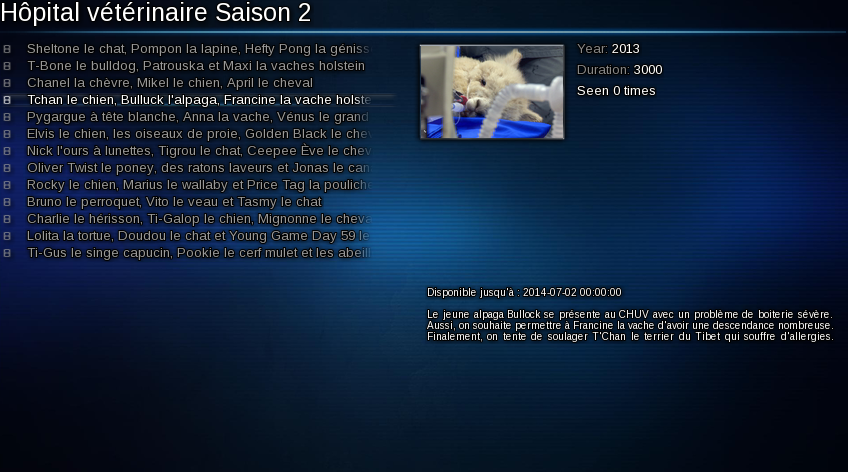 Hôpital vétérinaire Saison 2
Sheltone le chat, Pompon la lapine, Hefty Pong la géniss
T-Bone le bulldog, Patrouska et Maxi la vaches holstein
Chanel la chèvre, Mikel le chien, April le cheval
Tchan le chien, Bulluck l'alpaga, Francine la vache holste
Pygargue à tête blanche, Anna la vache, Vénus le grand
Elvis le chien, les oiseaux de proie, Golden Black le chev
Nick l'ours à lunettes, Tigrou le chat, Ceepee Ève le chev
Oliver Twist le poney, des ratons laveurs et Jonas le can
Rocky le chien, Marius le wallaby et Price Tag la pouliche
Bruno le perroquet, Vito le veau et Tasmy le chat
Charlie le hérisson, Ti-Galop le chien, Mignonne le cheva
Lolita la tortue, Doudou le chat et Young Game Day 59 le
Ti-Gus le singe capucin, Pookie le cerf mulet et les abeill
Year: 2013
Duration: 3000
Seen 0 times
Disponible jusqu'à : 2014-07-02 00:00:00
Le jeune alpaga Bullock se présente au CHUV avec un problème de boiterie sévère.
Aussi, on souhaite permettre à Francine la vache d'avoir une descendance nombreuse.
Finalement, on tente de soulager T'Chan le terrier du Tibet qui souffre d'allergies.